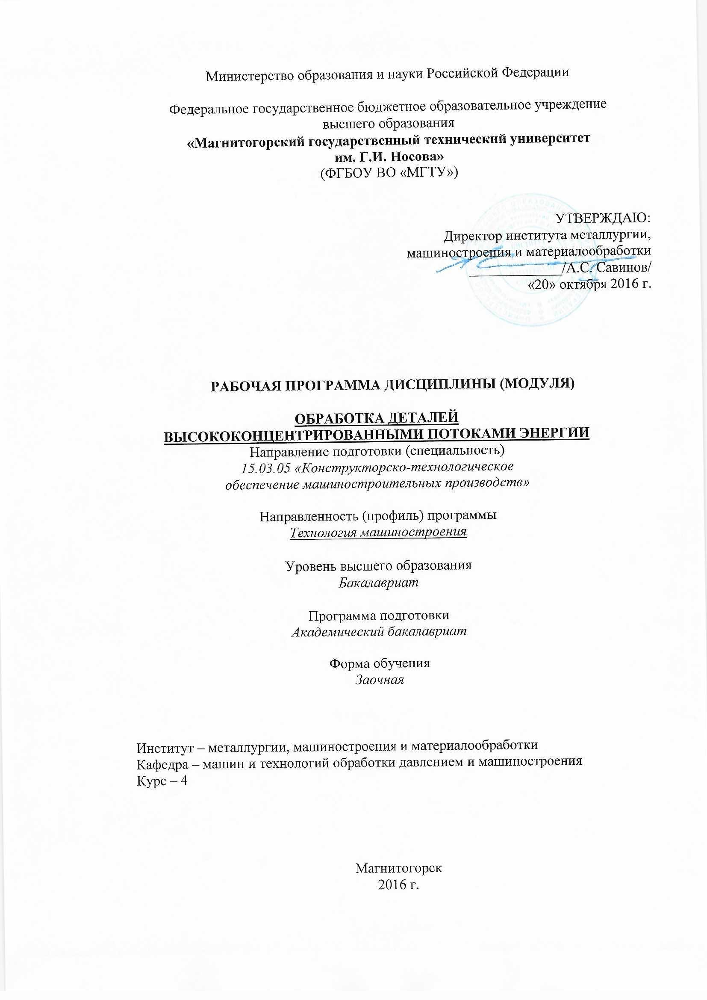 Министерство образования и науки Российской Федерации
Федеральное государственное бюджетное образовательное учреждение
высшего образования
«Магнитогорский государственный технический университет
им. Г.И. Носова»
(ФГБОУ ВО «МГТУ»)
УТВЕРЖДАЮ:
Директор института металлургии,
машиностроения и материалообработки
/А.С. Савинов/
«20» октября 2016 г.
РАБОЧАЯ ПРОГРАММА ДИСЦИПЛИНЫ (МОДУЛЯ)
ОБРАБОТКА ДЕТАЛЕЙ
ВЫСОКОКОНЦЕНТРИРОВАННЫМИ ПОТОКАМИ ЭНЕРГИИ
Направление подготовки (специальность)
15.03.05 «Конструкторско-технологическое
обеспечение машиностроительных производств»
Направленность (профиль) программы
Технология машиностроения
Уровень высшего образования
Бакалавриат
Программа подготовки
Академический бакалавриат
Форма обучения
Заочная
Институт – металлургии, машиностроения и материалообработки
Кафедра – машин и технологий обработки давлением и машиностроения
Курс – 4
Магнитогорск
2016 г.